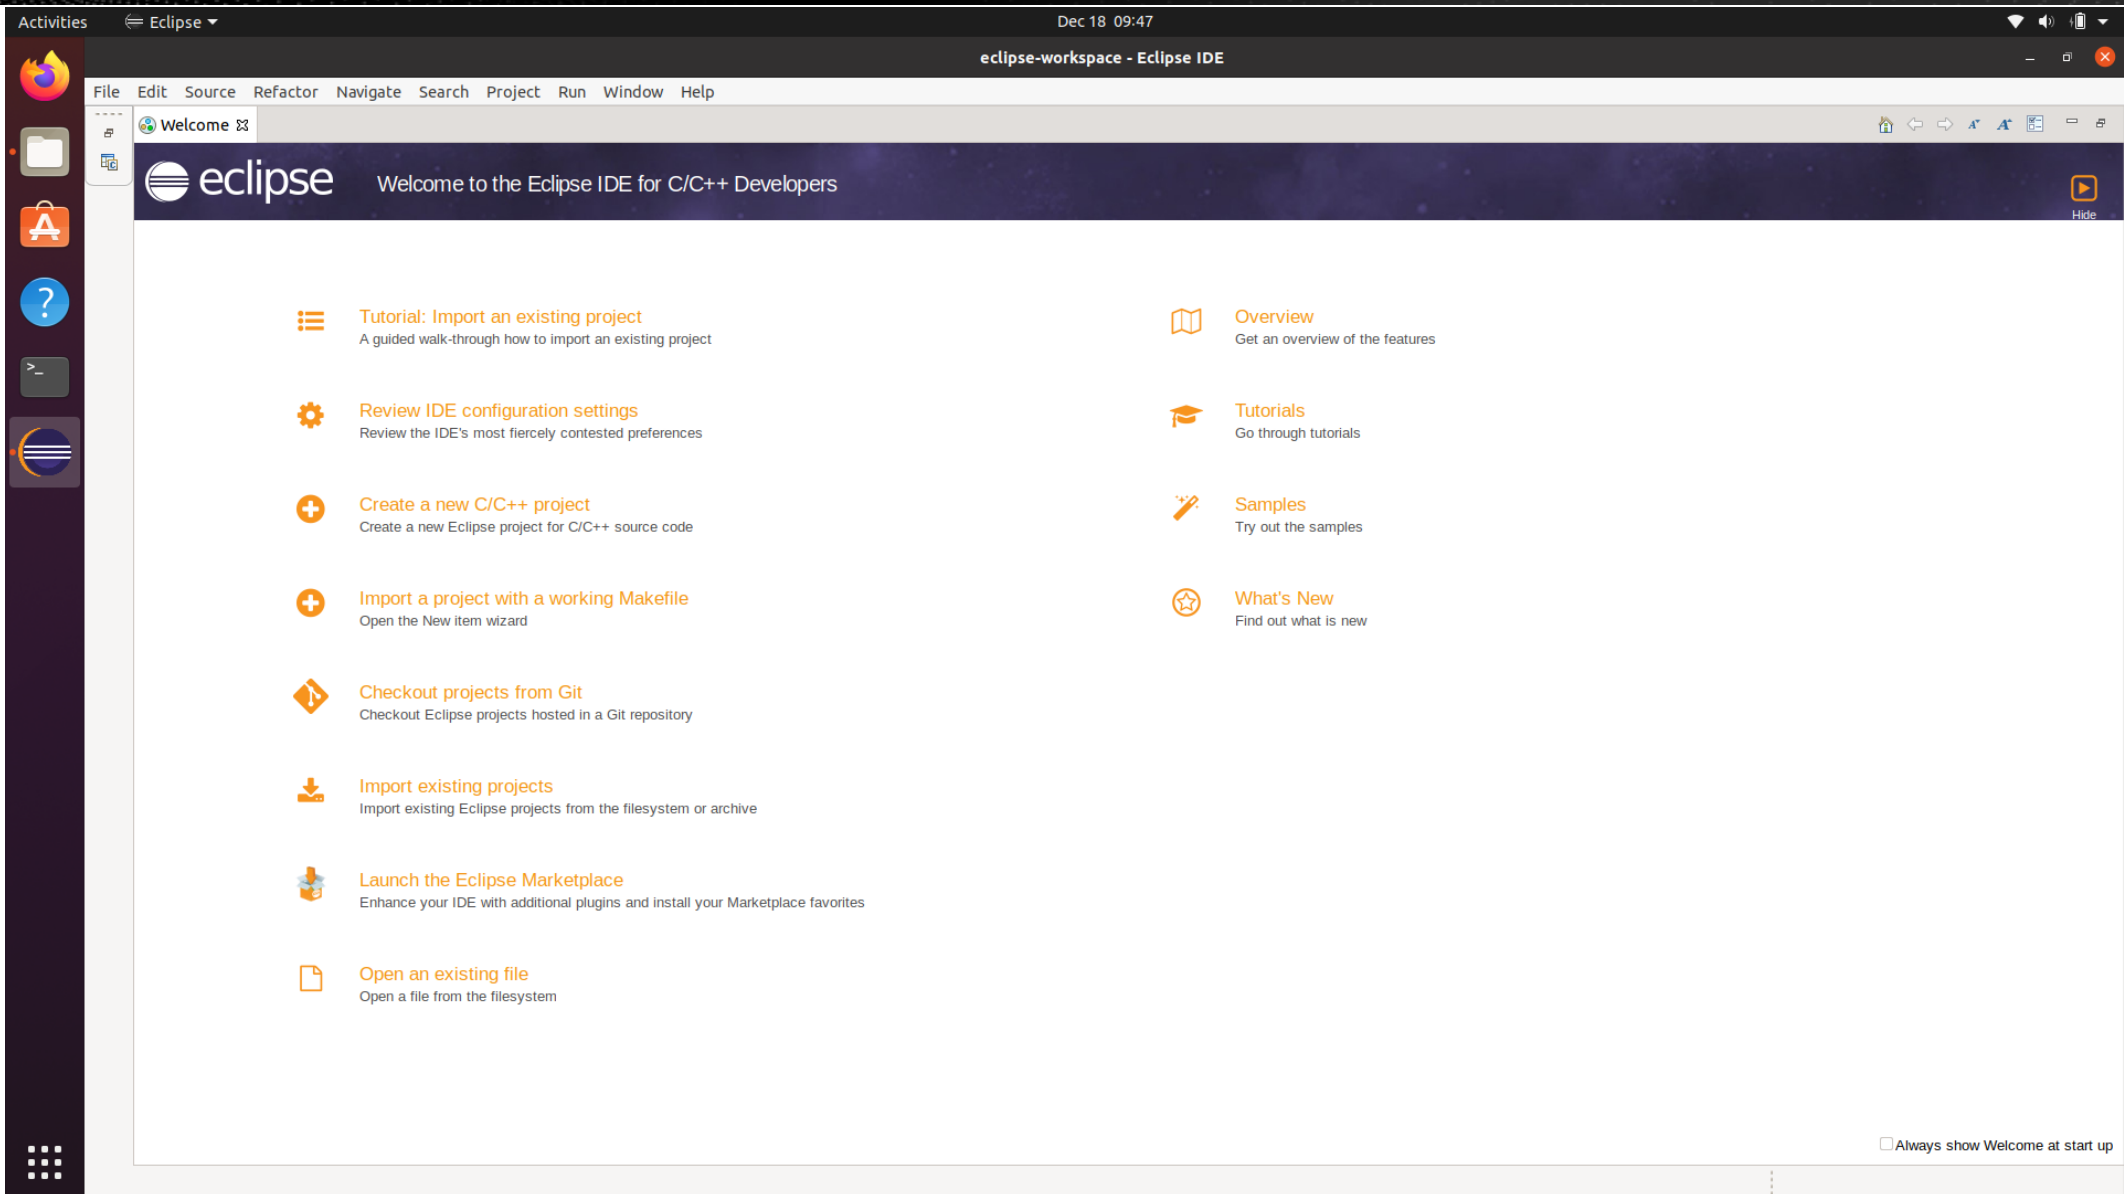 Activities Eclipse Dec 18 09:47
eclipse-workspace - Eclipse IDE
File Edit Source Refactor Navigate Search Project Run Window Help
Welcome
eclipse Welcome to the Eclipse IDE for C/C++ Developers
Hide
Tutorial: Import an existing project
A guided walk-through how to import an existing project
Review IDE configuration settings
Review the IDE's most fiercely contested preferences
Create a new C/C++ project
Create a new Eclipse project for C/C++ source code
Import a project with a working Makefile
Open the New item wizard
Checkout projects from Git
Checkout Eclipse projects hosted in a Git repository
Import existing projects
Import existing Eclipse projects from the filesystem or archive
Launch the Eclipse Marketplace
Enhance your IDE with additional plugins and install your Marketplace favorites
Open an existing file
Open a file from the filesystem
Overview
Get an overview of the features
Tutorials
Go through tutorials
Samples
Try out the samples
What's New
Find out what is new
Always show Welcome at start up